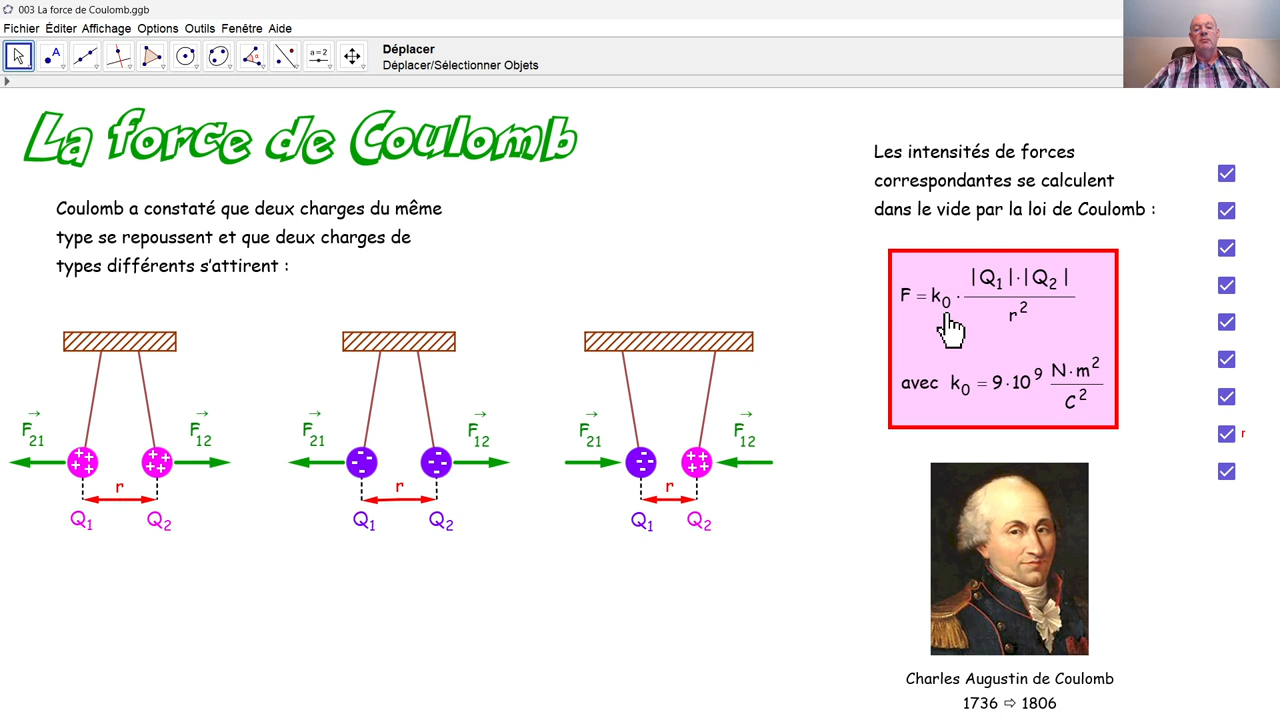 003 La force de Coulomb.ggb
Fichier Éditer Affichage Options Outils Fenêtre Aide
A
a=2
Déplacer
Déplacer/Sélectionner Objets
La force de Coulomb
Coulomb a constaté que deux charges du même
type se repoussent et que deux charges de
types différents s'attirent :
F₂₁ F₁₂ F₂₁ F₁₂ F₂₁ F₁₂
r r r
Q₁ Q₂ Q₁ Q₂ Q₁ Q₂
Les intensités de forces
correspondantes se calculent
dans le vide par la loi de Coulomb :
F = k₀ · |Q₁|·|Q₂| / r²
avec k₀ = 9·10⁹ N·m² / C²
r
Charles Augustin de Coulomb
1736 ⇨ 1806